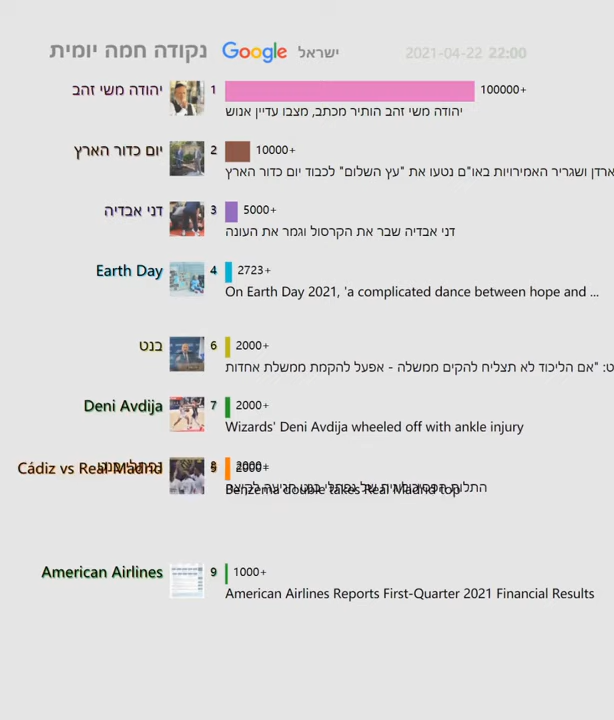 נקודה חמה יומית Google ישראל 2021-04-22 22:00
יהודה משי זהב 1 100000+
יהודה משי זהב הותיר מכתב, מצבו עדיין אנוש
יום כדור הארץ 2 10000+
ארדן ושגריר האמירויות באו"ם נטעו את "עץ השלום" לכבוד יום כדור הארץ
דני אבדיה 3 5000+
דני אבדיה שבר את הקרסול וגמר את העונה
Earth Day 4 2723+
On Earth Day 2021, 'a complicated dance between hope and ...
בנט 6 2000+
ט: "אם הליכוד לא תצליח להקים ממשלה - אפעל להקמת ממשלת אחדות
Deni Avdija 7 2000+
Wizards' Deni Avdija wheeled off with ankle injury
Cádiz vs Real Madrid 2000+
Benzema double takes Real Madrid top
American Airlines 9 1000+
American Airlines Reports First-Quarter 2021 Financial Results